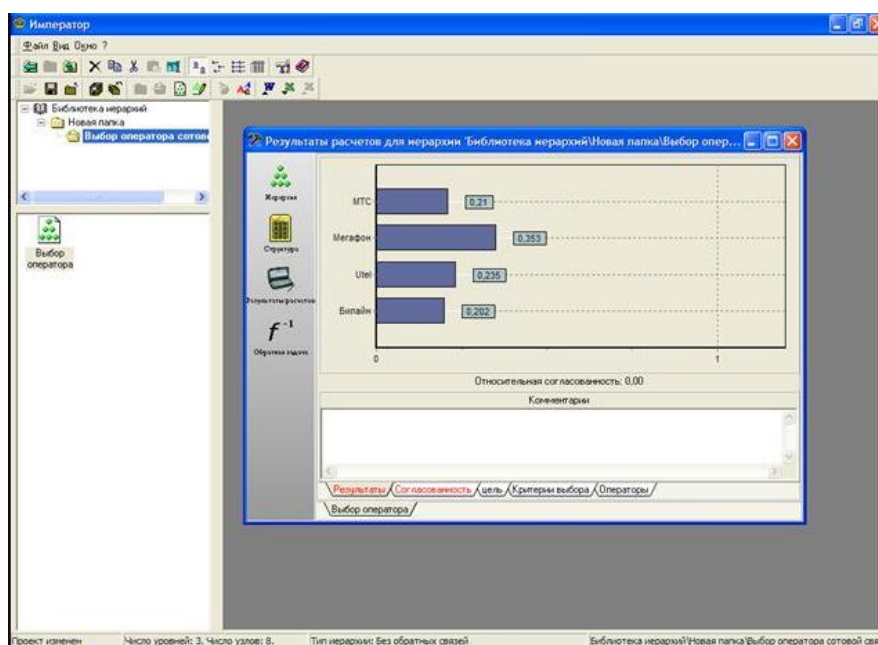 Император
Файл Вид Окно ?
Библиотека иерархий
Новая папка
Выбор оператора сотово
Выбор
оператора
Результаты расчетов для иерархии 'Библиотека иерархий\Новая папка\Выбор опер...
Иерархия
Структура
Результаты расчетов
f⁻¹
Обратная задача
МТС 0,21
Мегафон 0,353
Utel 0,235
Билайн 0,202
0 1
Относительная согласованность: 0,00
Комментарии
Результаты Согласованность цель Критерии выбора Операторы
Выбор оператора
Проект изменен Число уровней: 3. Число узлов: 8. Тип иерархии: Без обратных связей Библиотека иерархий\Новая папка\Выбор оператора сотовой свя